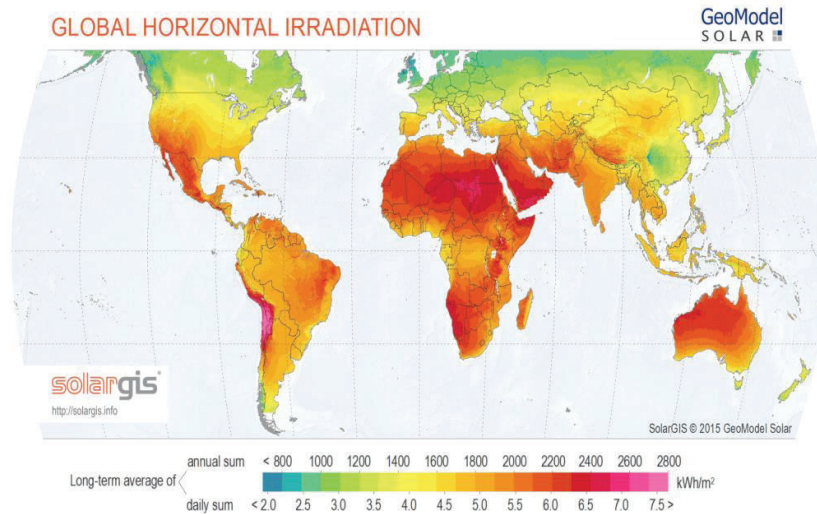 GLOBAL HORIZONTAL IRRADIATION
GeoModel
SOLAR
solargis
http://solargis.info
SolarGIS © 2015 GeoModel Solar
Long-term average of
annual sum < 800 1000 1200 1400 1600 1800 2000 2200 2400 2600 2800
kWh/m²
daily sum < 2.0 2.5 3.0 3.5 4.0 4.5 5.0 5.5 6.0 6.5 7.0 7.5 >